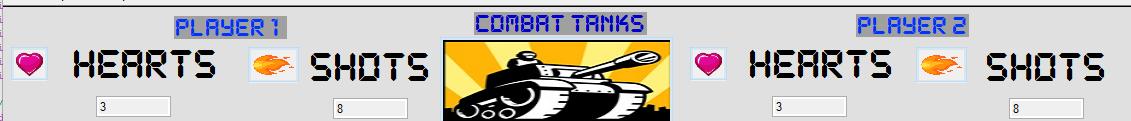 PLAYER 1
COMBAT TANKS
PLAYER 2
HEARTS
SHOTS
HEARTS
SHOTS
3
8
3
8